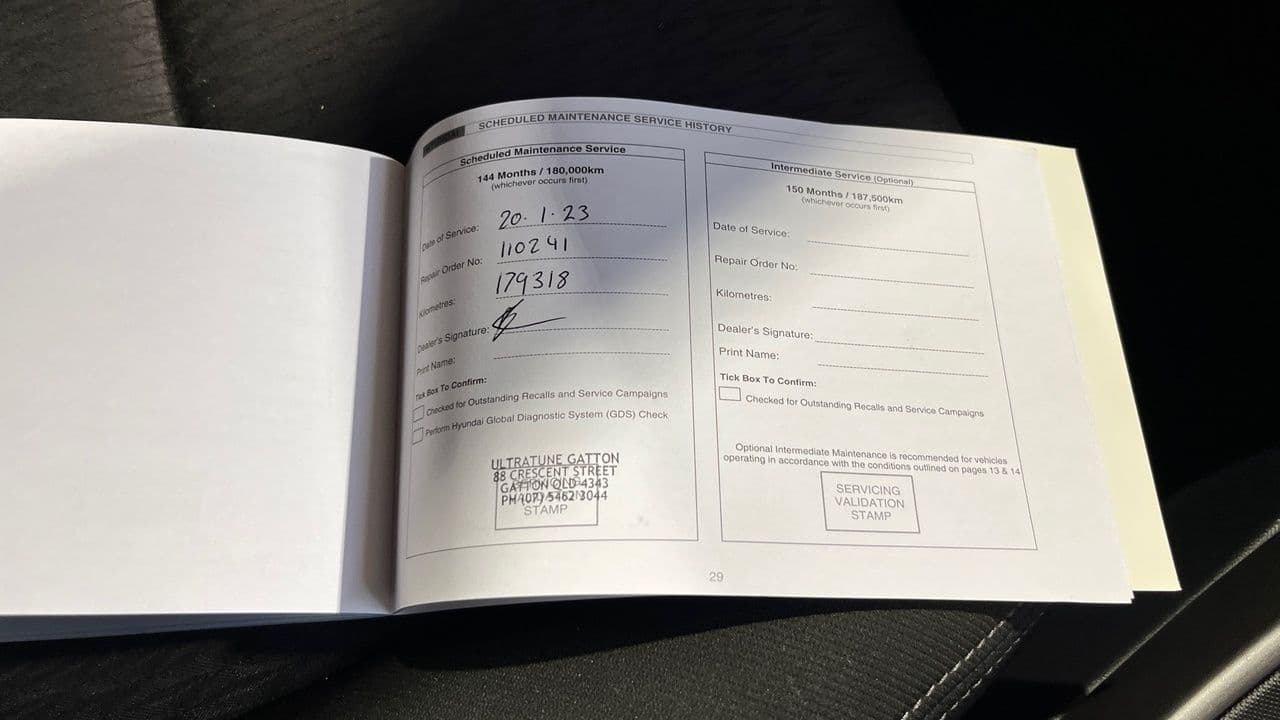 SCHEDULED MAINTENANCE SERVICE HISTORY
Scheduled Maintenance Service
144 Months / 180,000km
(whichever occurs first)
Date of Service: 20. 1. 23
Repair Order No: 110241
Kilometres: 179318
Dealer's Signature:
Print Name:
Tick Box To Confirm:
Checked for Outstanding Recalls and Service Campaigns
Perform Hyundai Global Diagnostic System (GDS) Check
ULTRATUNE GATTON
88 CRESCENT STREET
GATTON QLD 4343
PH (07) 5462 3044
STAMP
Intermediate Service (Optional)
150 Months / 187,500km
(whichever occurs first)
Date of Service:
Repair Order No:
Kilometres:
Dealer's Signature:
Print Name:
Tick Box To Confirm:
Checked for Outstanding Recalls and Service Campaigns
Optional Intermediate Maintenance is recommended for vehicles
operating in accordance with the conditions outlined on pages 13 & 14
SERVICING
VALIDATION
STAMP
29